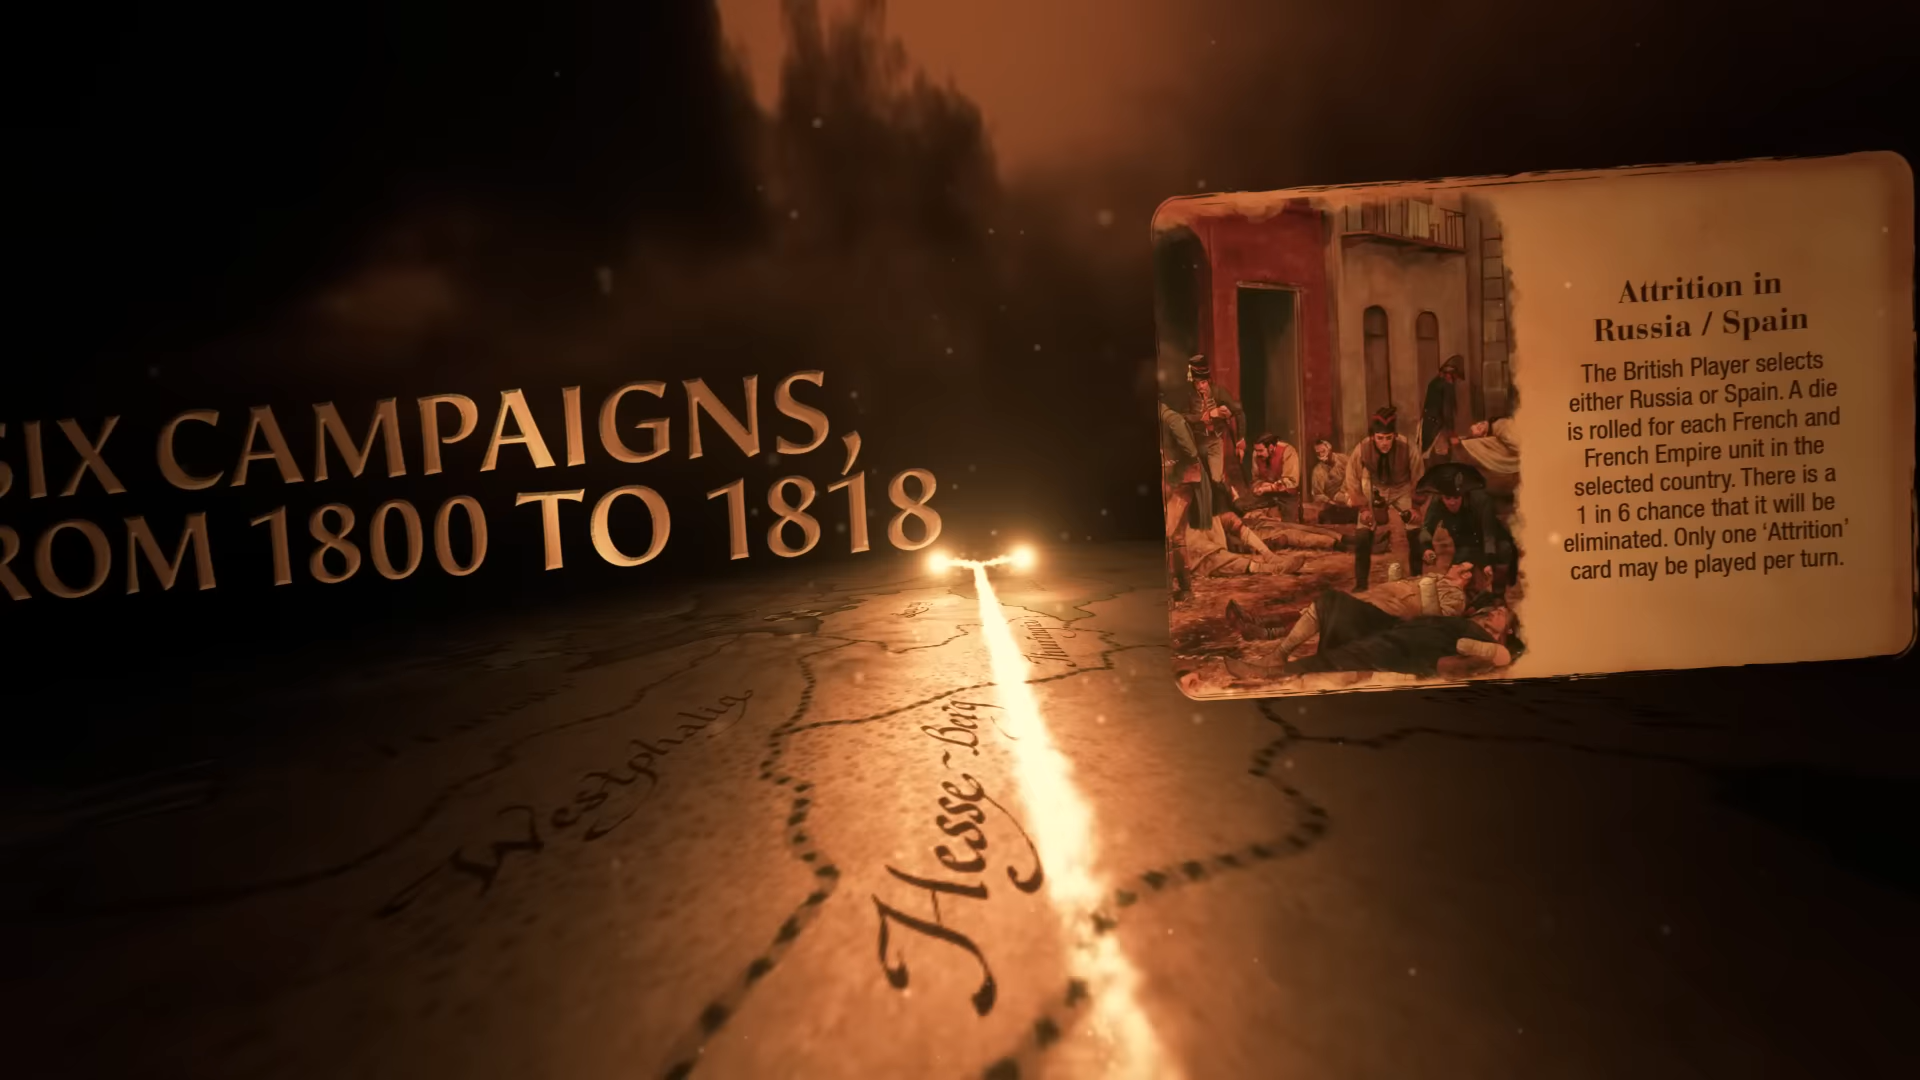 SIX CAMPAIGNS,
ROM 1800 TO 1818
Attrition in
Russia / Spain
The British Player selects
either Russia or Spain. A die
is rolled for each French and
French Empire unit in the
selected country. There is a
1 in 6 chance that it will be
eliminated. Only one ‘Attrition’
card may be played per turn.
Thuringia
Westphalia
Hesse-Berg